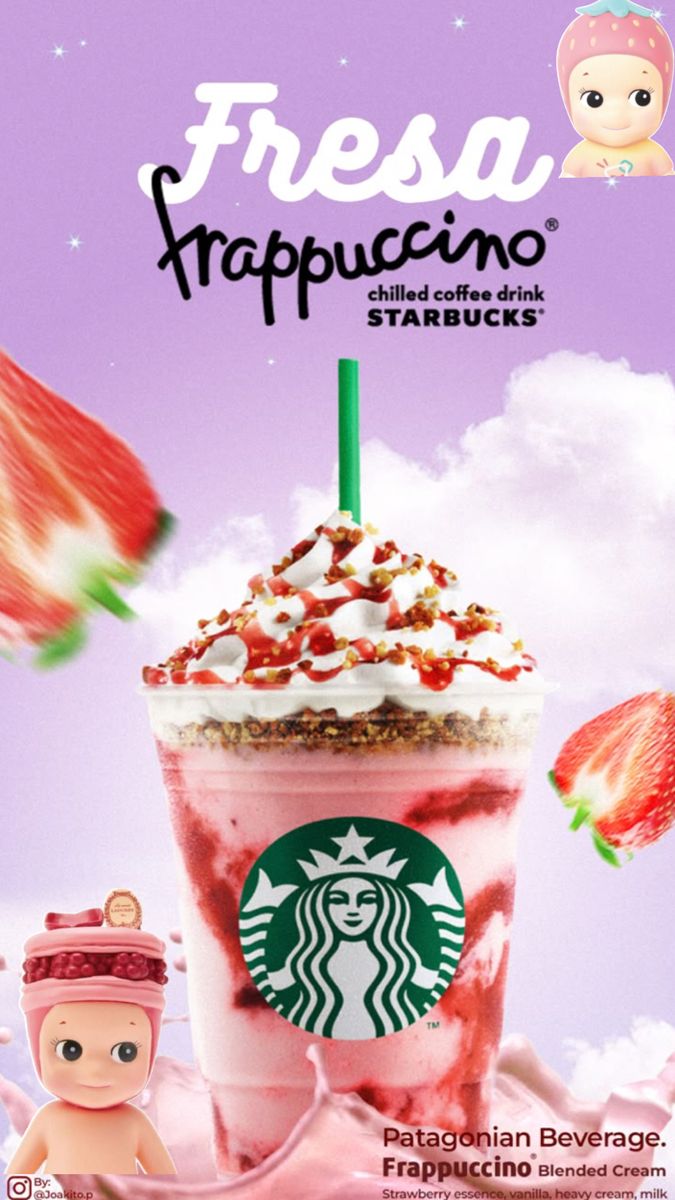 Fresa
frappuccino®
chilled coffee drink
STARBUCKS®
TM
Patagonian Beverage.
Frappuccino® Blended Cream
Strawberry essence, vanilla, heavy cream, milk
By:
@Joakito.p